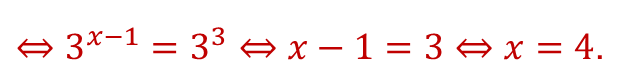 ⇔ 3^{x−1} = 3^3 ⇔ x − 1 = 3 ⇔ x = 4.